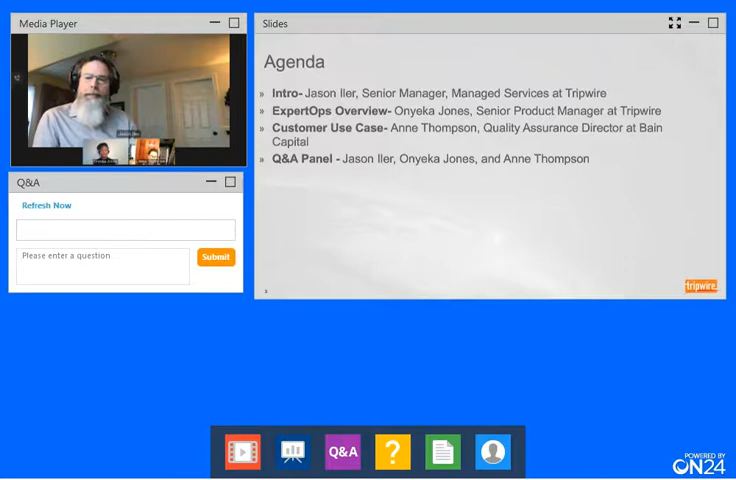 Media Player
Jason Iler
Q&A
Refresh Now
Please enter a question
Submit
Slides
Agenda
» Intro- Jason Iler, Senior Manager, Managed Services at Tripwire
» ExpertOps Overview- Onyeka Jones, Senior Product Manager at Tripwire
» Customer Use Case- Anne Thompson, Quality Assurance Director at Bain
Capital
» Q&A Panel - Jason Iler, Onyeka Jones, and Anne Thompson
tripwire
Q&A
?
POWERED BY
ON24